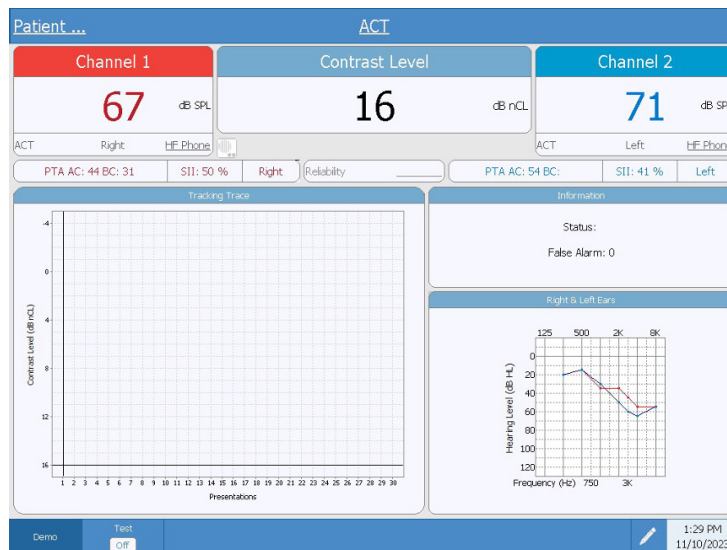 Patient ...
ACT
Channel 1
Contrast Level
Channel 2
67 dB SPL
16 dB nCL
71 dB SP
ACT Right HF Phone
ACT Left HF Phon
PTA AC: 44 BC: 31
SII: 50 %
Right
Reliability
PTA AC: 54 BC:
SII: 41 %
Left
Tracking Trace
-4
0
4
8
12
16
Contrast Level (dB nCL)
1 2 3 4 5 6 7 8 9 10 11 12 13 14 15 16 17 18 19 20 21 22 23 24 25 26 27 28 29 30
Presentations
Information
Status:
False Alarm: 0
Right & Left Ears
125 500 2K 8K
0
20
40
60
80
100
120
Hearing Level (dB HL)
Frequency (Hz) 750 3K
Demo
Test
Off
1:29 PM
11/10/2023